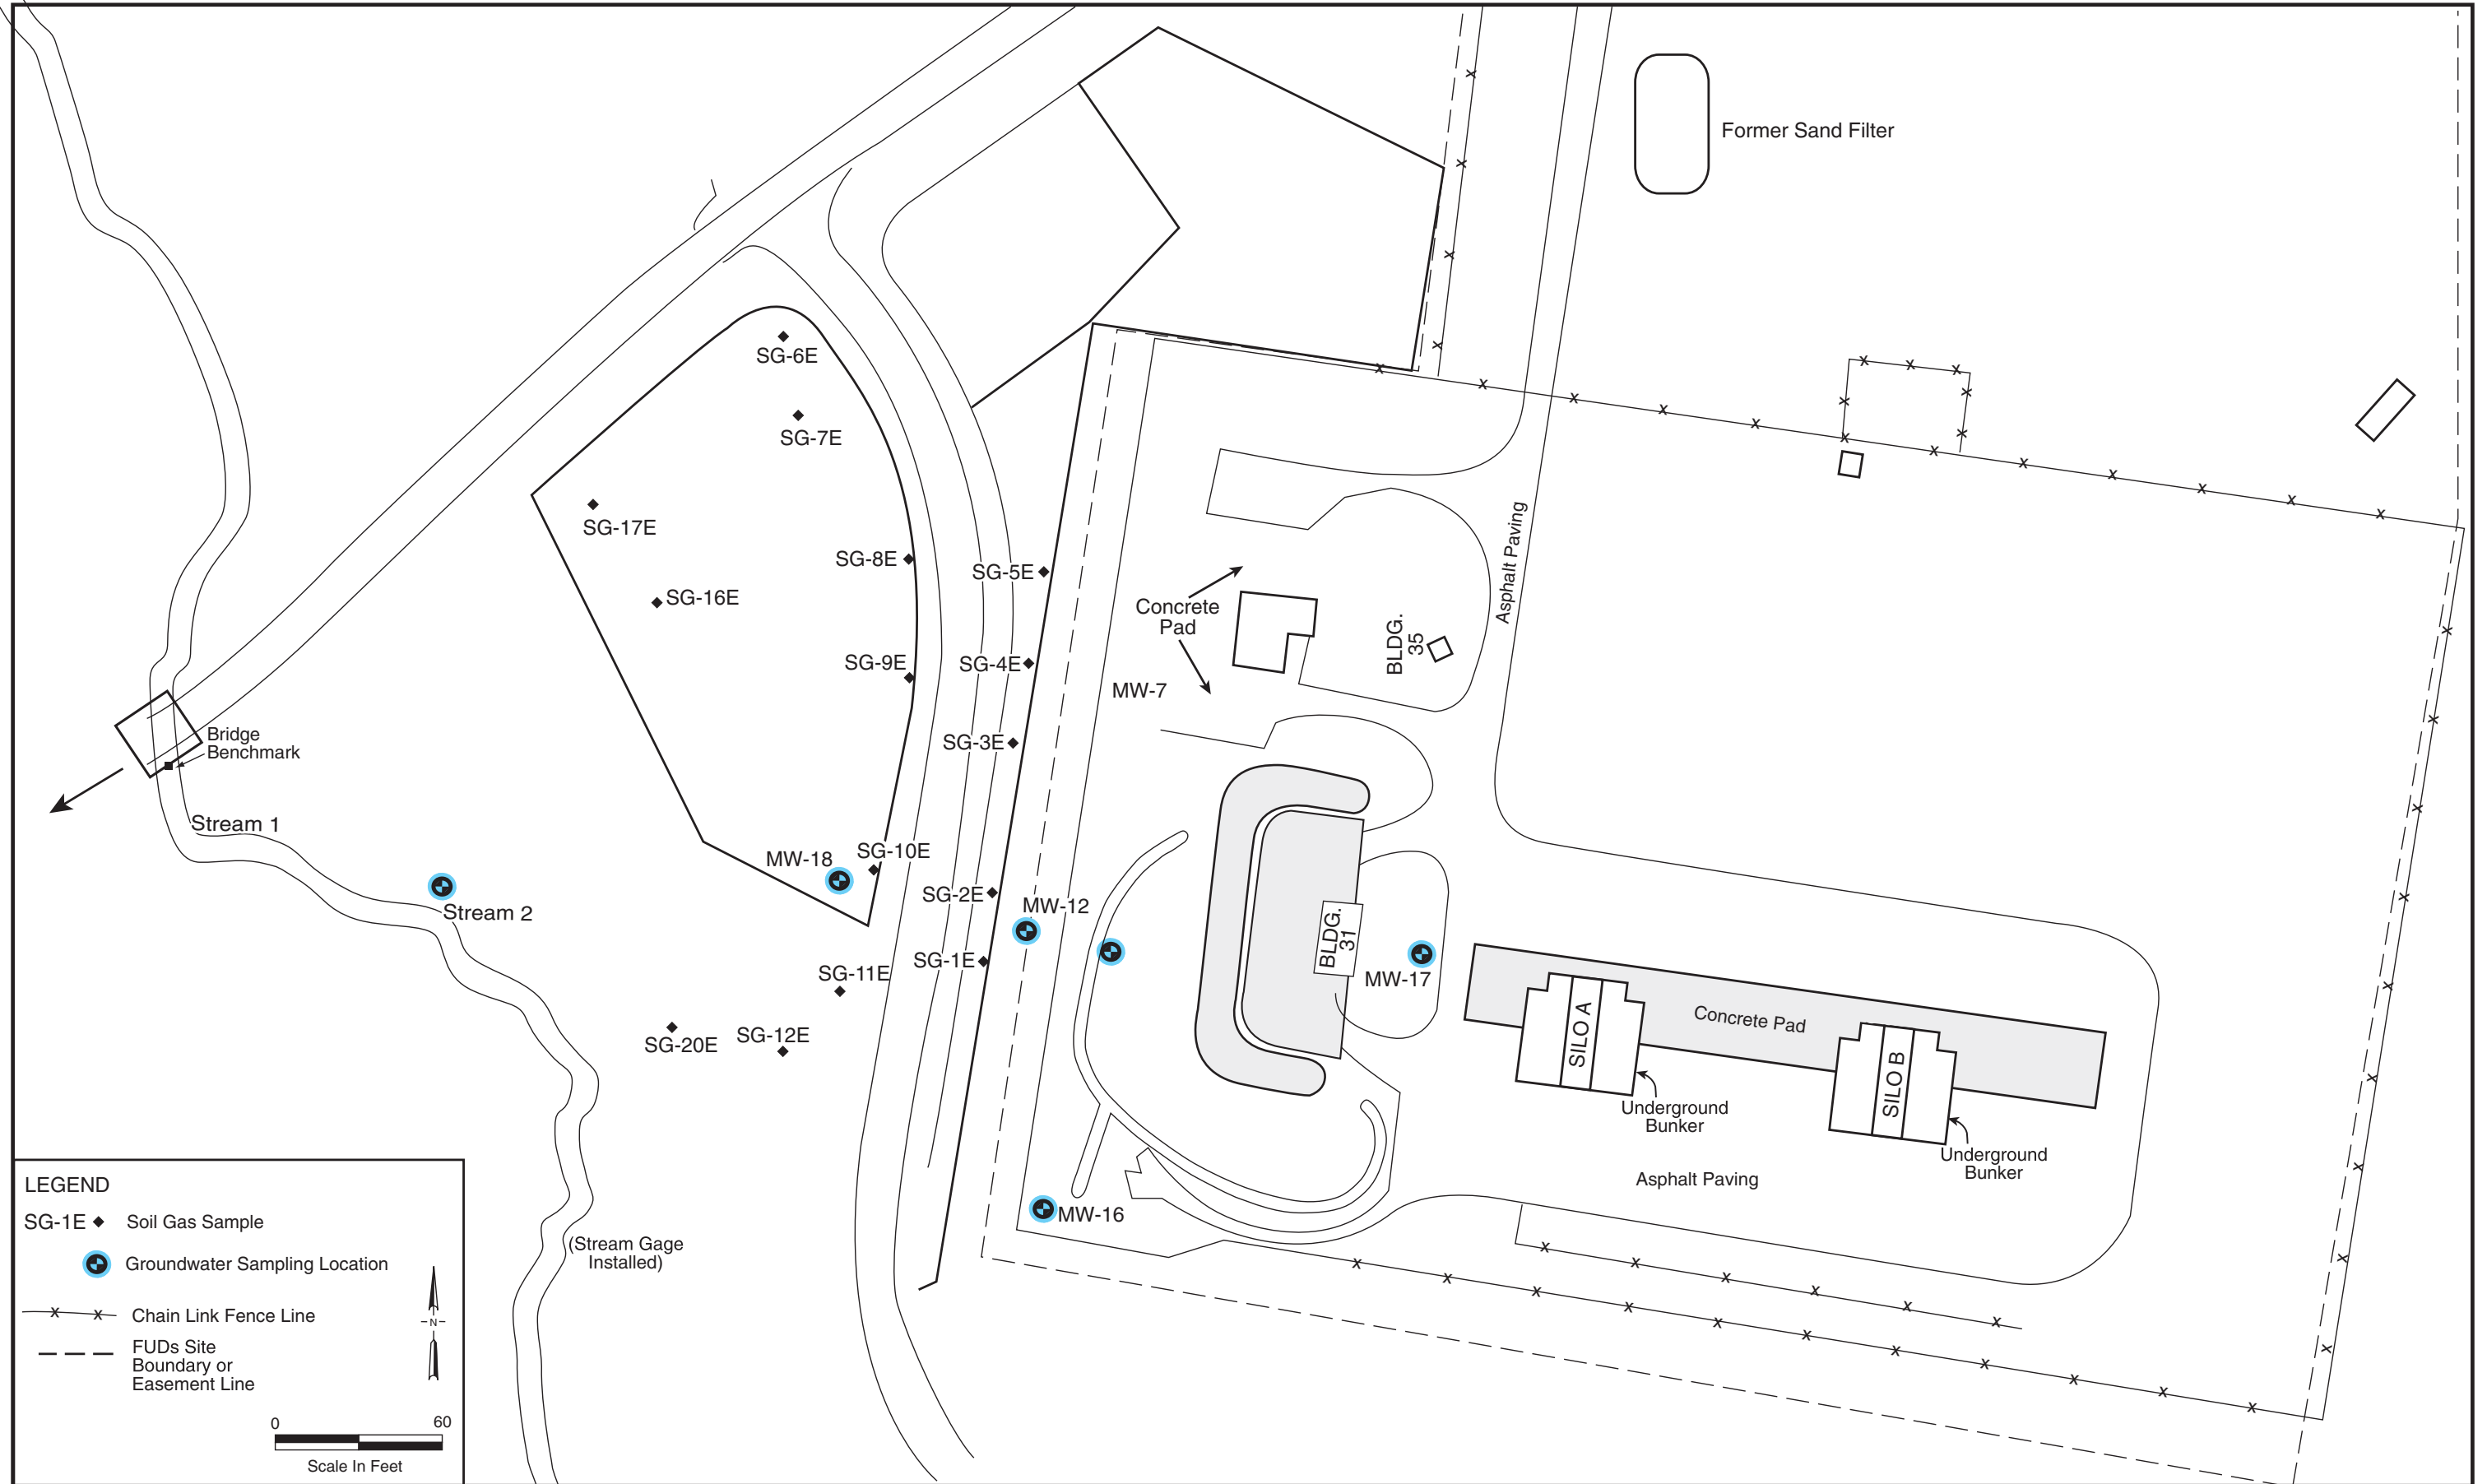 Former Sand Filter
SG-6E
SG-7E
SG-17E
SG-8E
SG-5E
SG-16E
Concrete
Pad
Asphalt Paving
BLDG.
35
SG-9E
SG-4E
MW-7
SG-3E
Bridge
Benchmark
Stream 1
MW-18
SG-10E
SG-2E
MW-12
Stream 2
BLDG.
31
SG-1E
SG-11E
MW-17
SG-20E
SG-12E
Concrete Pad
SILO A
SILO B
Underground
Bunker
Underground
Bunker
Asphalt Paving
MW-16
(Stream Gage
Installed)
LEGEND
SG-1E Soil Gas Sample
Groundwater Sampling Location
x x Chain Link Fence Line
FUDs Site
Boundary or
Easement Line
N
0 60
Scale In Feet